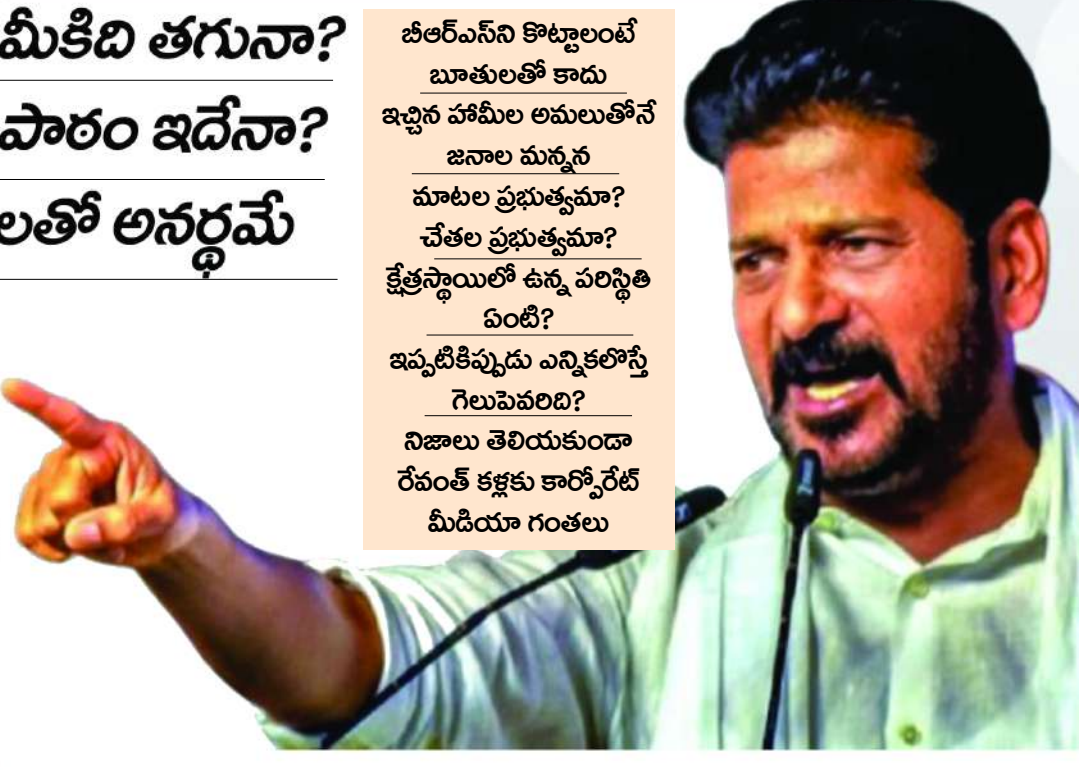 మీకిది తగునా?
పాఠం ఇదేనా?
లతో అనర్థమే
బీఆర్ఎస్‌ని కొట్టాలంటే
బూతులతో కాదు
ఇచ్చిన హామీల అమలుతోనే
జనాల మన్నన
మాటల ప్రభుత్వమా?
చేతల ప్రభుత్వమా?
క్షేత్రస్థాయిలో ఉన్న పరిస్థితి
ఏంటి?
ఇప్పటికిప్పుడు ఎన్నికలొస్తే
గెలుపెవరిది?
నిజాలు తెలియకుండా
రేవంత్ కళ్లకు కార్పోరేట్
మీడియా గంతలు